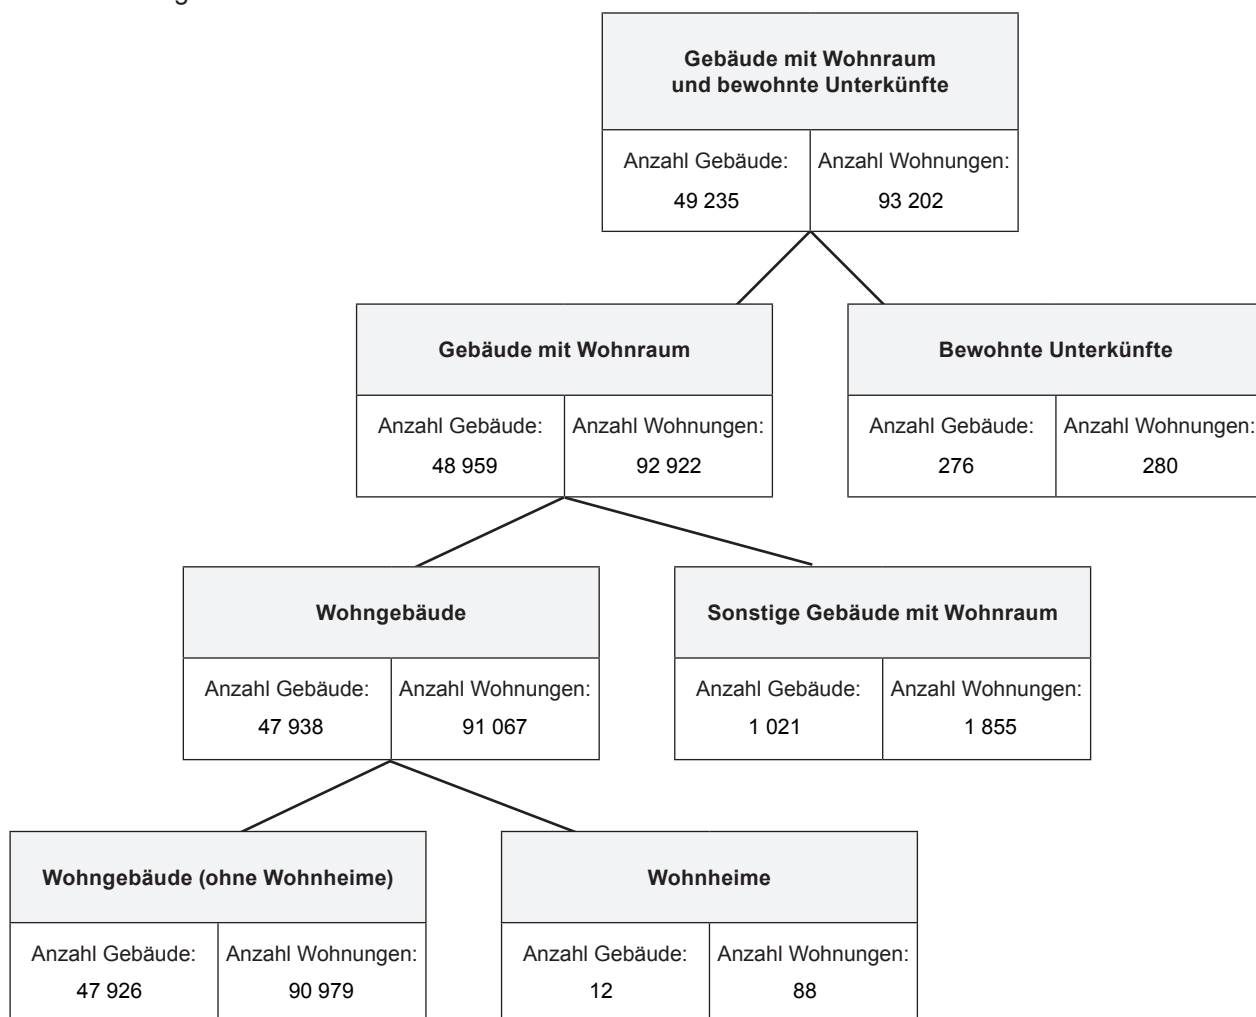 Gebäude mit Wohnraum
und bewohnte Unterkünfte
Anzahl Gebäude: Anzahl Wohnungen:
49 235 93 202
Gebäude mit Wohnraum Bewohnte Unterkünfte
Anzahl Gebäude: Anzahl Wohnungen: Anzahl Gebäude: Anzahl Wohnungen:
48 959 92 922 276 280
Wohngebäude Sonstige Gebäude mit Wohnraum
Anzahl Gebäude: Anzahl Wohnungen: Anzahl Gebäude: Anzahl Wohnungen:
47 938 91 067 1 021 1 855
Wohngebäude (ohne Wohnheime) Wohnheime
Anzahl Gebäude: Anzahl Wohnungen: Anzahl Gebäude: Anzahl Wohnungen:
47 926 90 979 12 88